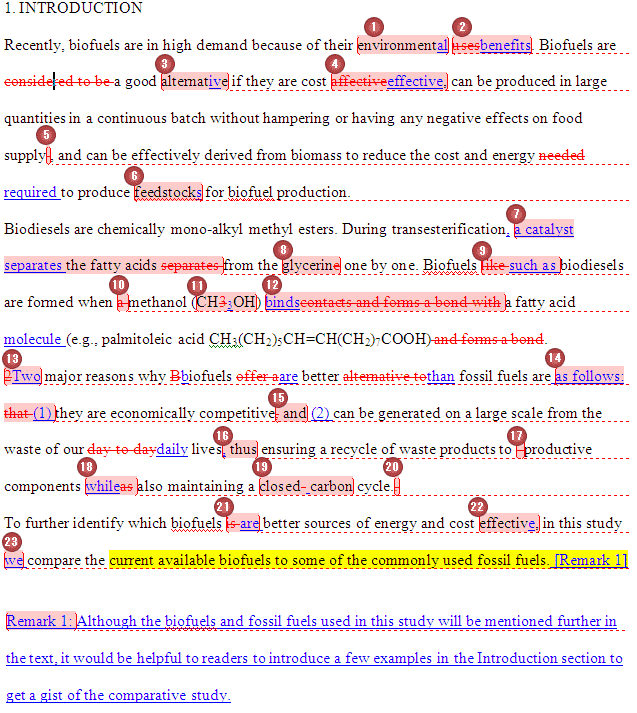 1. INTRODUCTION
1 2
Recently, biofuels are in high demand because of their environmental usesbenefits. Biofuels are
3 4
considered to be a good alternative if they are cost affectiveeffective, can be produced in large
quantities in a continuous batch without hampering or having any negative effects on food
5
supply, and can be effectively derived from biomass to reduce the cost and energy needed
6
required to produce feedstocks for biofuel production.
7
Biodiesels are chemically mono-alkyl methyl esters. During transesterification, a catalyst
8 9
separates the fatty acids separates from the glycerine one by one. Biofuels like such as biodiesels
10 11 12
are formed when a methanol (CH33OH) bindscontacts and forms a bond with a fatty acid
molecule (e.g., palmitoleic acid CH3(CH2)5CH=CH(CH2)7COOH) and forms a bond.
13 14
2Two major reasons why Bbiofuels offer aare better alternative tothan fossil fuels are as follows:
15
that (1) they are economically competitive, and (2) can be generated on a large scale from the
16 17
waste of our day to daydaily lives, thus ensuring a recycle of waste products to productive
18 19 20
components whileas also maintaining a closed-carbon cycle.
21 22
To further identify which biofuels is are better sources of energy and cost effective, in this study
23
we compare the current available biofuels to some of the commonly used fossil fuels. [Remark 1]
Remark 1: Although the biofuels and fossil fuels used in this study will be mentioned further in
the text, it would be helpful to readers to introduce a few examples in the Introduction section to
get a gist of the comparative study.